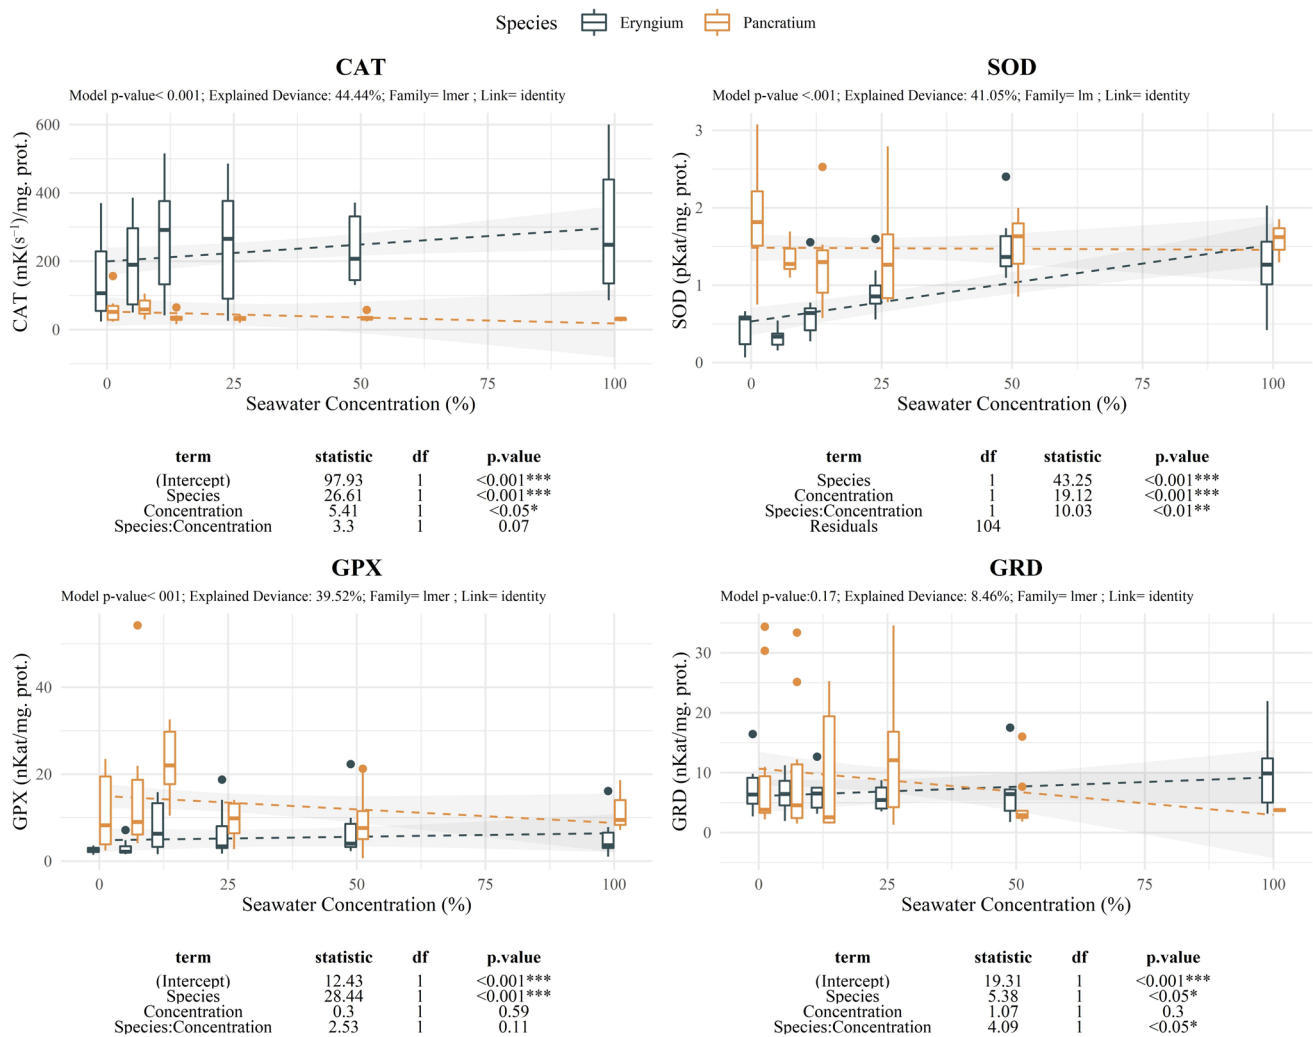 Species Eryngium Pancratium
CAT
Model p-value< 0.001; Explained Deviance: 44.44%; Family= lmer ; Link= identity
CAT (mK(s⁻¹)/mg. prot.)
600
400
200
0
0 25 50 75 100
Seawater Concentration (%)
term statistic df p.value
(Intercept) 97.93 1 <0.001***
Species 26.61 1 <0.001***
Concentration 5.41 1 <0.05*
Species:Concentration 3.3 1 0.07
SOD
Model p-value <.001; Explained Deviance: 41.05%; Family= lm ; Link= identity
SOD (pKat/mg. prot.)
3
2
1
0
0 25 50 75 100
Seawater Concentration (%)
term df statistic p.value
Species 1 43.25 <0.001***
Concentration 1 19.12 <0.001***
Species:Concentration 1 10.03 <0.01**
Residuals 104
GPX
Model p-value< 001; Explained Deviance: 39.52%; Family= lmer ; Link= identity
GPX (nKat/mg. prot.)
40
20
0
0 25 50 75 100
Seawater Concentration (%)
term statistic df p.value
(Intercept) 12.43 1 <0.001***
Species 28.44 1 <0.001***
Concentration 0.3 1 0.59
Species:Concentration 2.53 1 0.11
GRD
Model p-value:0.17; Explained Deviance: 8.46%; Family= lmer ; Link= identity
GRD (nKat/mg. prot.)
30
20
10
0
0 25 50 75 100
Seawater Concentration (%)
term statistic df p.value
(Intercept) 19.31 1 <0.001***
Species 5.38 1 <0.05*
Concentration 1.07 1 0.3
Species:Concentration 4.09 1 <0.05*